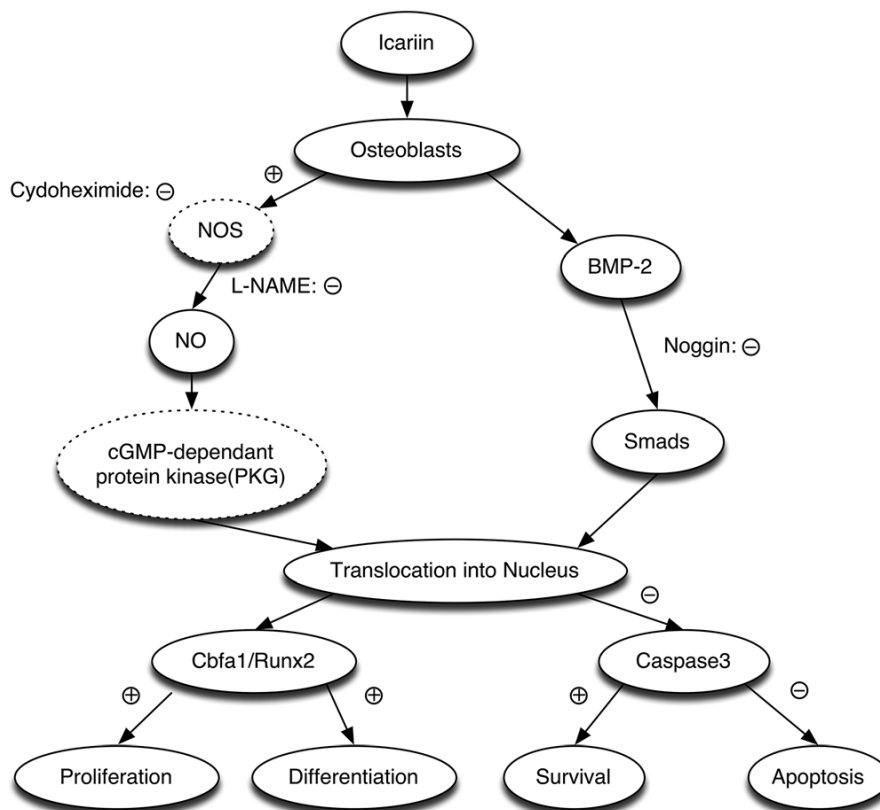 Icariin
Osteoblasts
⊕
Cydoheximide: ⊖
NOS
BMP-2
L-NAME: ⊖
NO
Noggin: ⊖
cGMP-dependant
protein kinase(PKG)
Smads
Translocation into Nucleus
⊖
Cbfa1/Runx2
Caspase3
⊕
⊕
⊕
⊖
Proliferation
Differentiation
Survival
Apoptosis